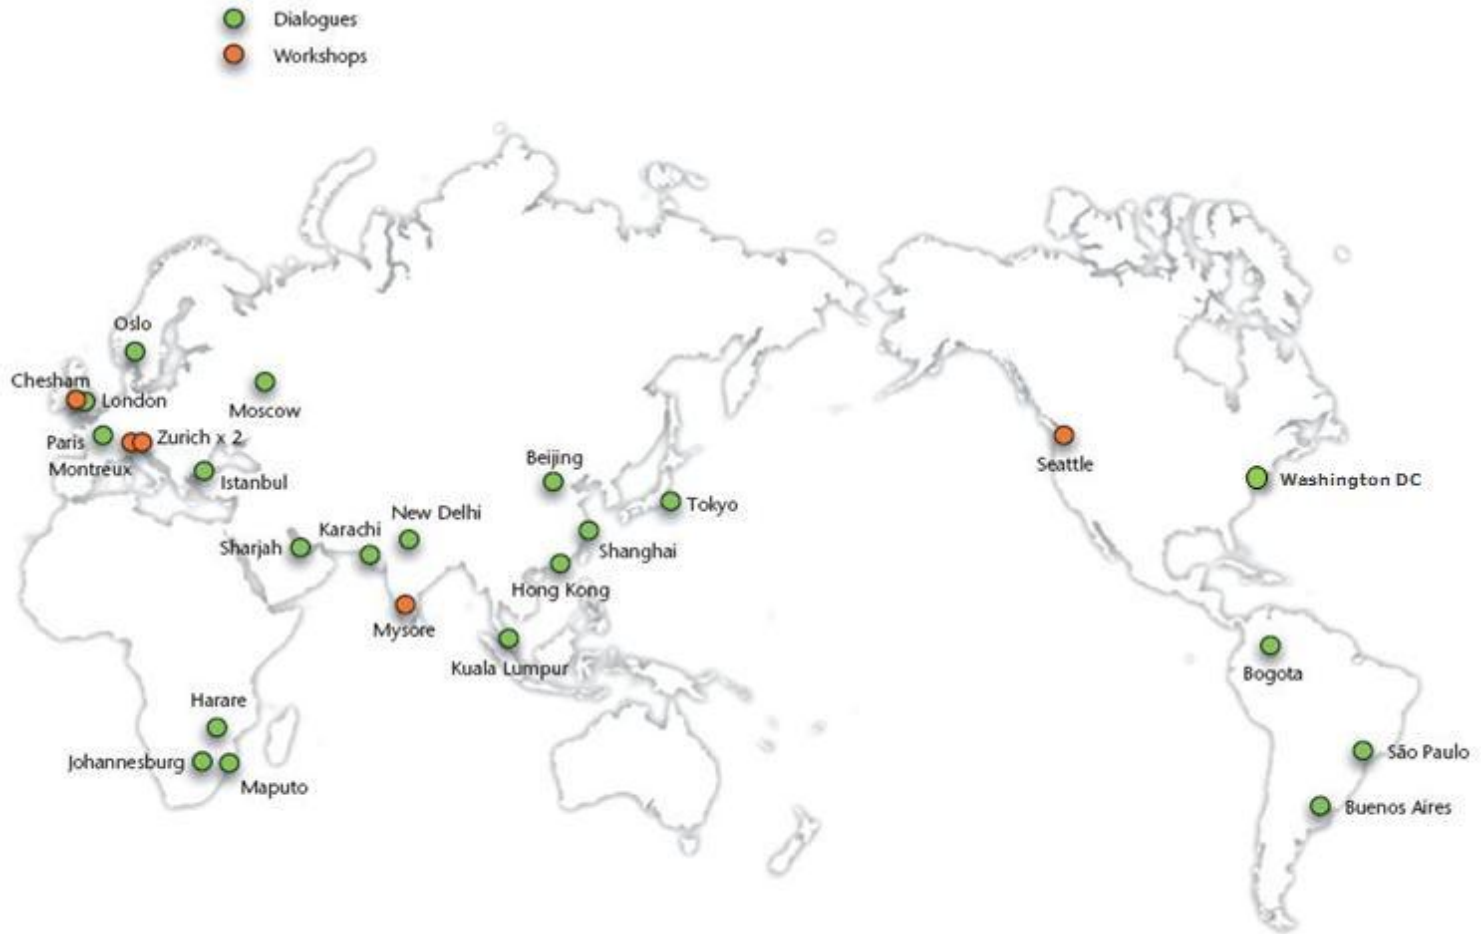 Dialogues
Workshops
Oslo
Chesham
London
Moscow
Paris
Zurich x 2
Montreux
Istanbul
Beijing
Seattle
Washington DC
Tokyo
New Delhi
Karachi
Sharjah
Shanghai
Hong Kong
Mysore
Kuala Lumpur
Bogota
Harare
Johannesburg
Maputo
São Paulo
Buenos Aires